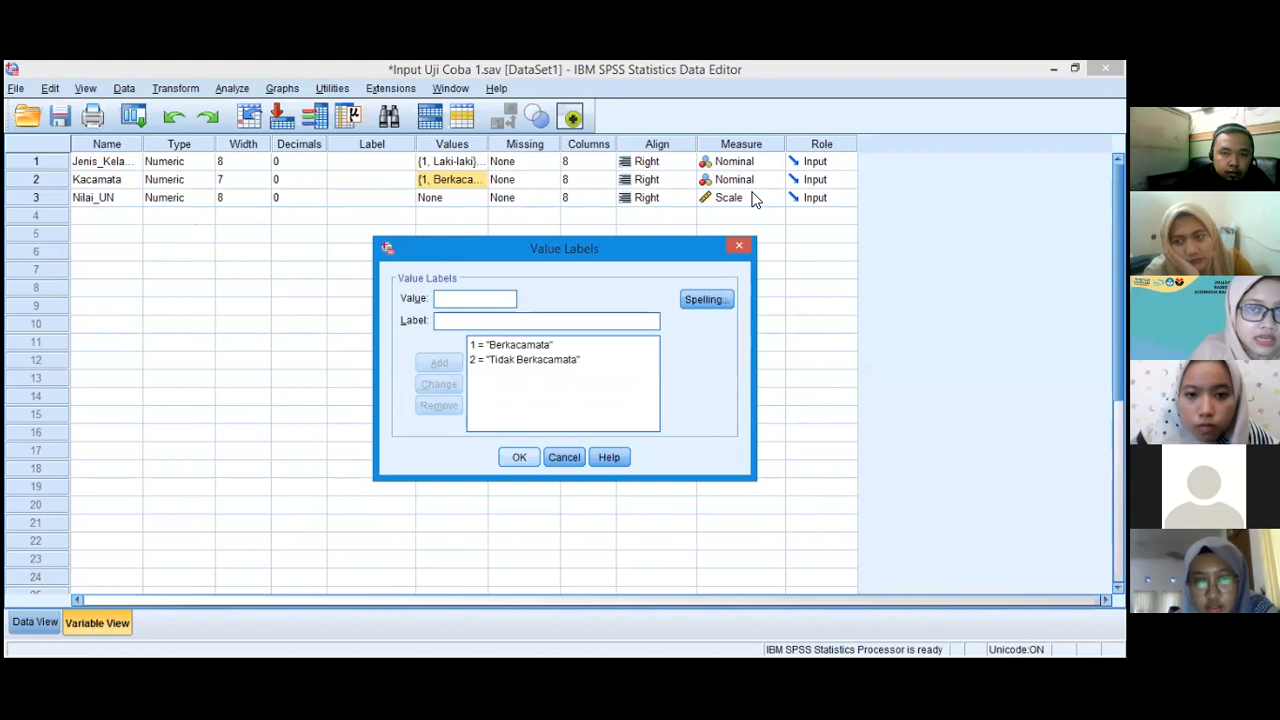 *Input Uji Coba 1.sav [DataSet1] - IBM SPSS Statistics Data Editor
File Edit View Data Transform Analyze Graphs Utilities Extensions Window Help
Name Type Width Decimals Label Values Missing Columns Align Measure Role
1 Jenis_Kela... Numeric 8 0 {1, Laki-laki}... None 8 Right Nominal Input
2 Kacamata Numeric 7 0 {1, Berkaca... None 8 Right Nominal Input
3 Nilai_UN Numeric 8 0 None None 8 Right Scale Input
4
5
6
7
8
9
10
11
12
13
14
15
16
17
18
19
20
21
22
23
24
Value Labels
Value Labels
Value:
Spelling...
Label:
1 = "Berkacamata"
2 = "Tidak Berkacamata"
Add
Change
Remove
OK Cancel Help
Data View Variable View
IBM SPSS Statistics Processor is ready Unicode:ON